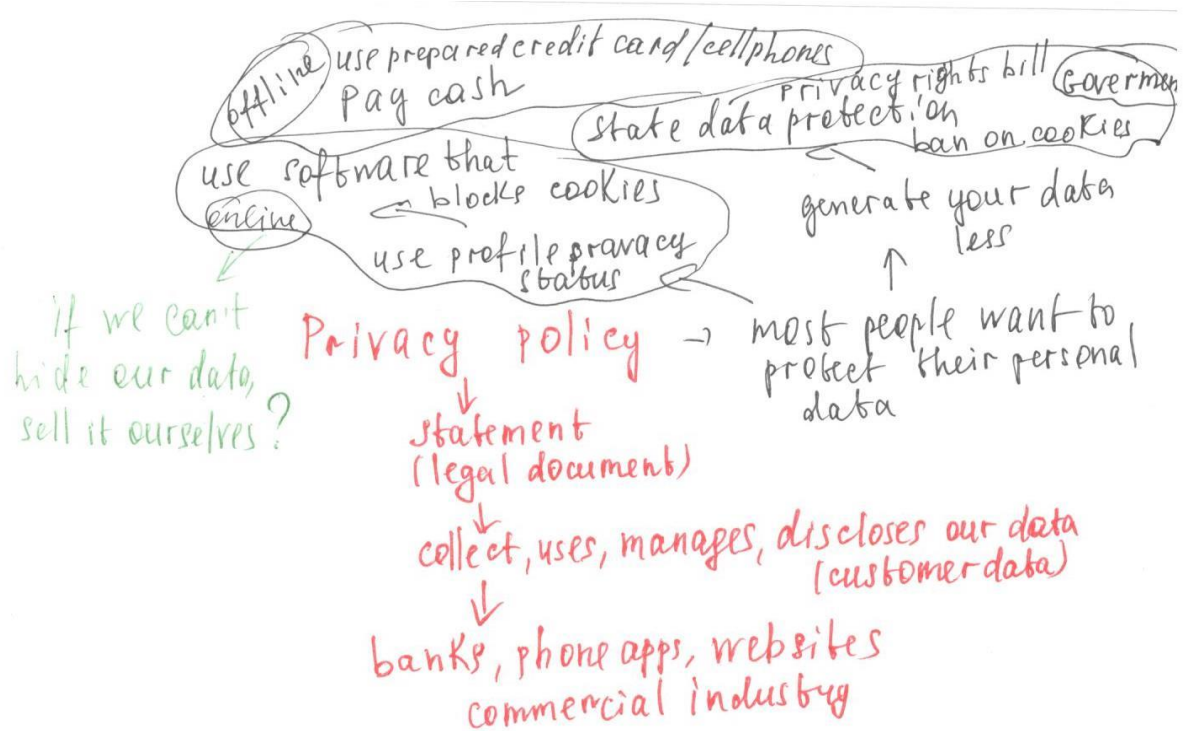 offline
use prepared credit card/cellphones
pay cash
privacy rights bill
Govermen
state data protection
ban on cookies
use software that
blocks cookies
online
use profile pravacy
status
generate your data
less
if we can't
hide our data,
sell it ourselves?
Privacy policy → most people want to
protect their personal
data
statement
(legal document)
collect, uses, manages, discloses our data
(customer data)
banks, phone apps, websites
commercial industry